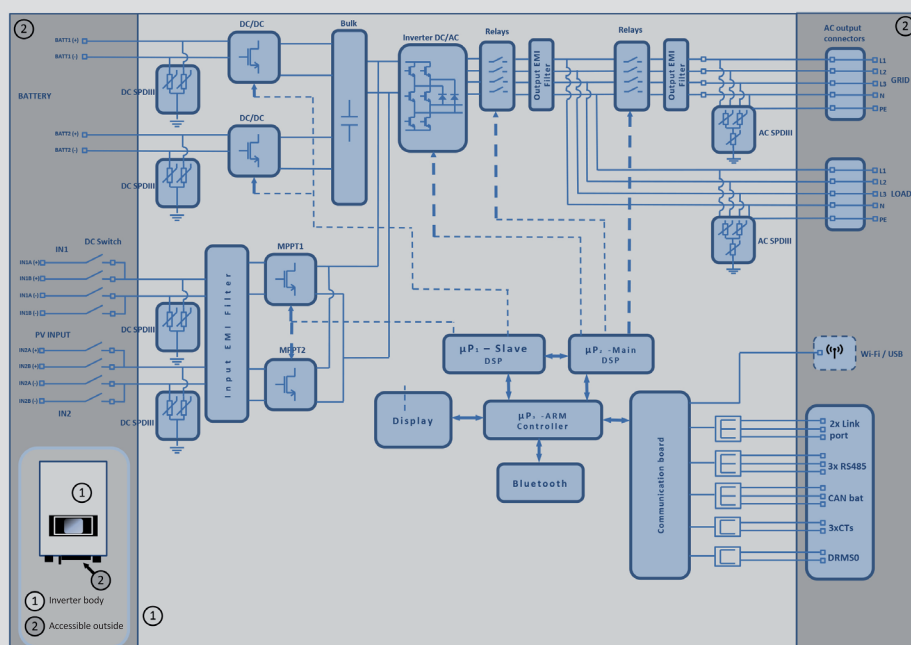 2
BATT1 (+)
BATT1 (-)
BATTERY
DC SPDIII
BATT2 (+)
BATT2 (-)
DC SPDIII
DC/DC
DC/DC
Bulk
Inverter DC/AC
Relays
Output EMI
Filter
Relays
Output EMI
Filter
AC output
connectors
2
L1
L2
L3
N
PE
GRID
AC SPDIII
L1
L2
L3
N
PE
LOAD
AC SPDIII
IN1
DC Switch
IN1A (+)
IN1B (+)
IN1A (-)
IN1B (-)
DC SPDIII
PV INPUT
IN2A (+)
IN2B (+)
IN2A (-)
IN2B (-)
IN2
DC SPDIII
Input EMI Filter
MPPT1
MPPT2
µP₁ – Slave
DSP
-Main
DSP
Display
-ARM
Controller
Bluetooth
Communication board
Wi-Fi / USB
2x Link
port
3x RS485
CAN bat
3xCTs
DRMS0
1
2
1 Inverter body
2 Accessible outside
1